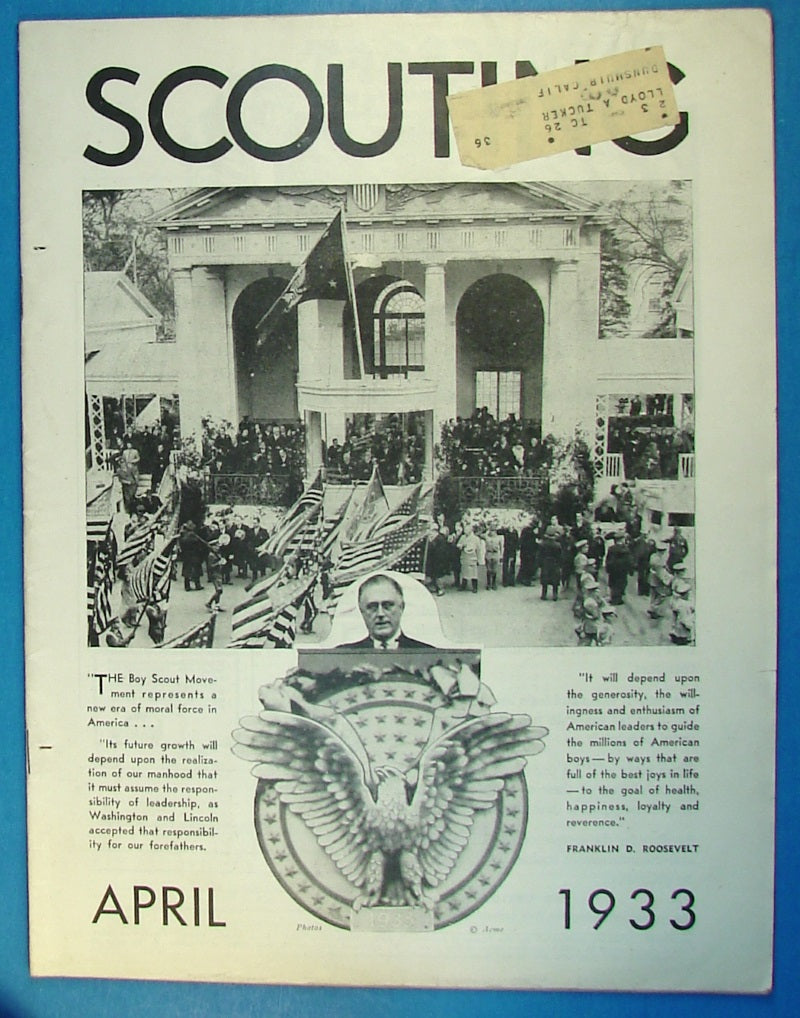 SCOUTING
2 3
LLOYD A TUCKER
TC 26
36
DUNSMUIR CALIF
"THE Boy Scout Move-
ment represents a
new era of moral force in
America . . .
"Its future growth will
depend upon the realiza-
tion of our manhood that
it must assume the respon-
sibility of leadership, as
Washington and Lincoln
accepted that responsibil-
ity for our forefathers.
"It will depend upon
the generosity, the will-
ingness and enthusiasm of
American leaders to guide
the millions of American
boys—by ways that are
full of the best joys in life
—to the goal of health,
happiness, loyalty and
reverence."
FRANKLIN D. ROOSEVELT
APRIL
1933
1933
Photos
© Acme